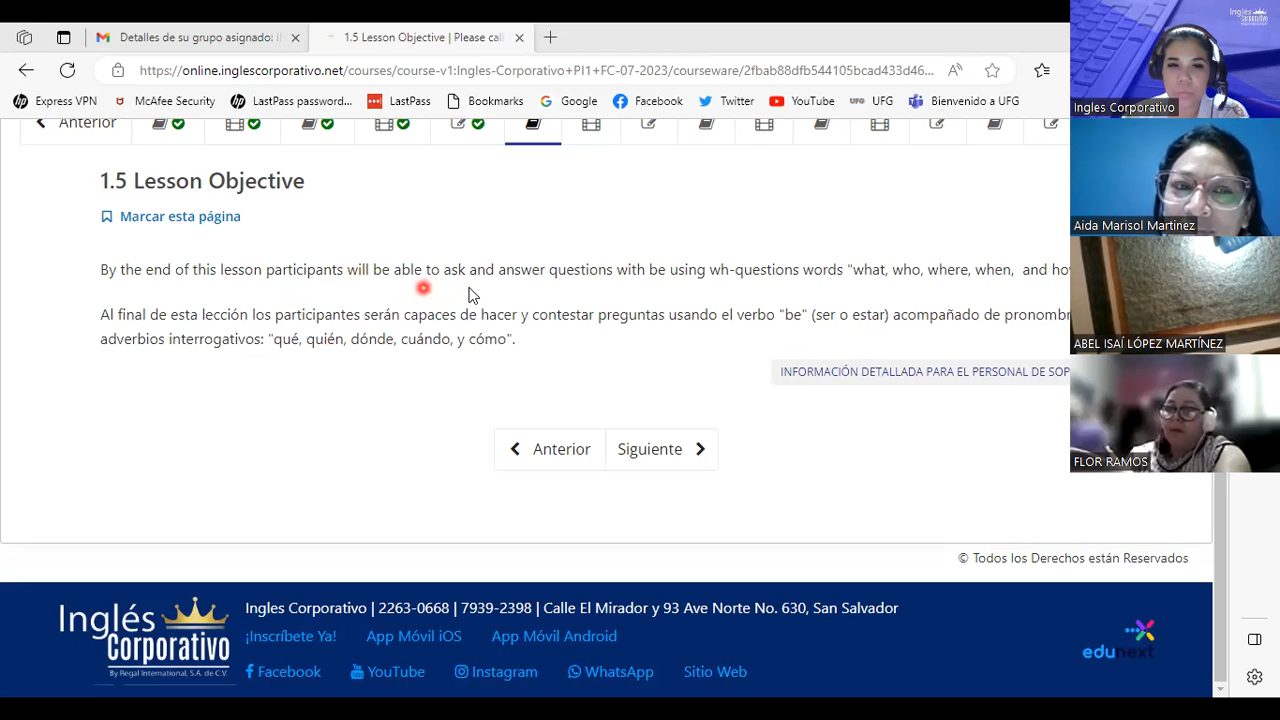 Detalles de su grupo asignado: I
1.5 Lesson Objective | Please cal
https://online.inglescorporativo.net/courses/course-v1:Ingles-Corporativo+PI1+FC-07-2023/courseware/2fbab88dfb544105bcad433d46...
Express VPN
McAfee Security
LastPass password...
LastPass
Bookmarks
Google
Facebook
Twitter
YouTube
UFG
Bienvenido a UFG
Anterior
1.5 Lesson Objective
Marcar esta página
By the end of this lesson participants will be able to ask and answer questions with be using wh-questions words "what, who, where, when, and ho
Al final de esta lección los participantes serán capaces de hacer y contestar preguntas usando el verbo "be" (ser o estar) acompañado de pronom
adverbios interrogativos: "qué, quién, dónde, cuándo, y cómo".
INFORMACIÓN DETALLADA PARA EL PERSONAL DE SOP
Anterior
Siguiente
© Todos los Derechos están Reservados
Inglés
Corporativo
By Regal International, S.A. de C.V.
Ingles Corporativo | 2263-0668 | 7939-2298 | Calle El Mirador y 93 Ave Norte No. 630, San Salvador
¡Inscríbete Ya!
App Móvil iOS
App Móvil Android
Facebook
YouTube
Instagram
WhatsApp
Sitio Web
edunext
Inglés
Corporativo
Ingles Corporativo
Aida Marisol Martinez
ABEL ISAÍ LÓPEZ MARTÍNEZ
FLOR RAMOS